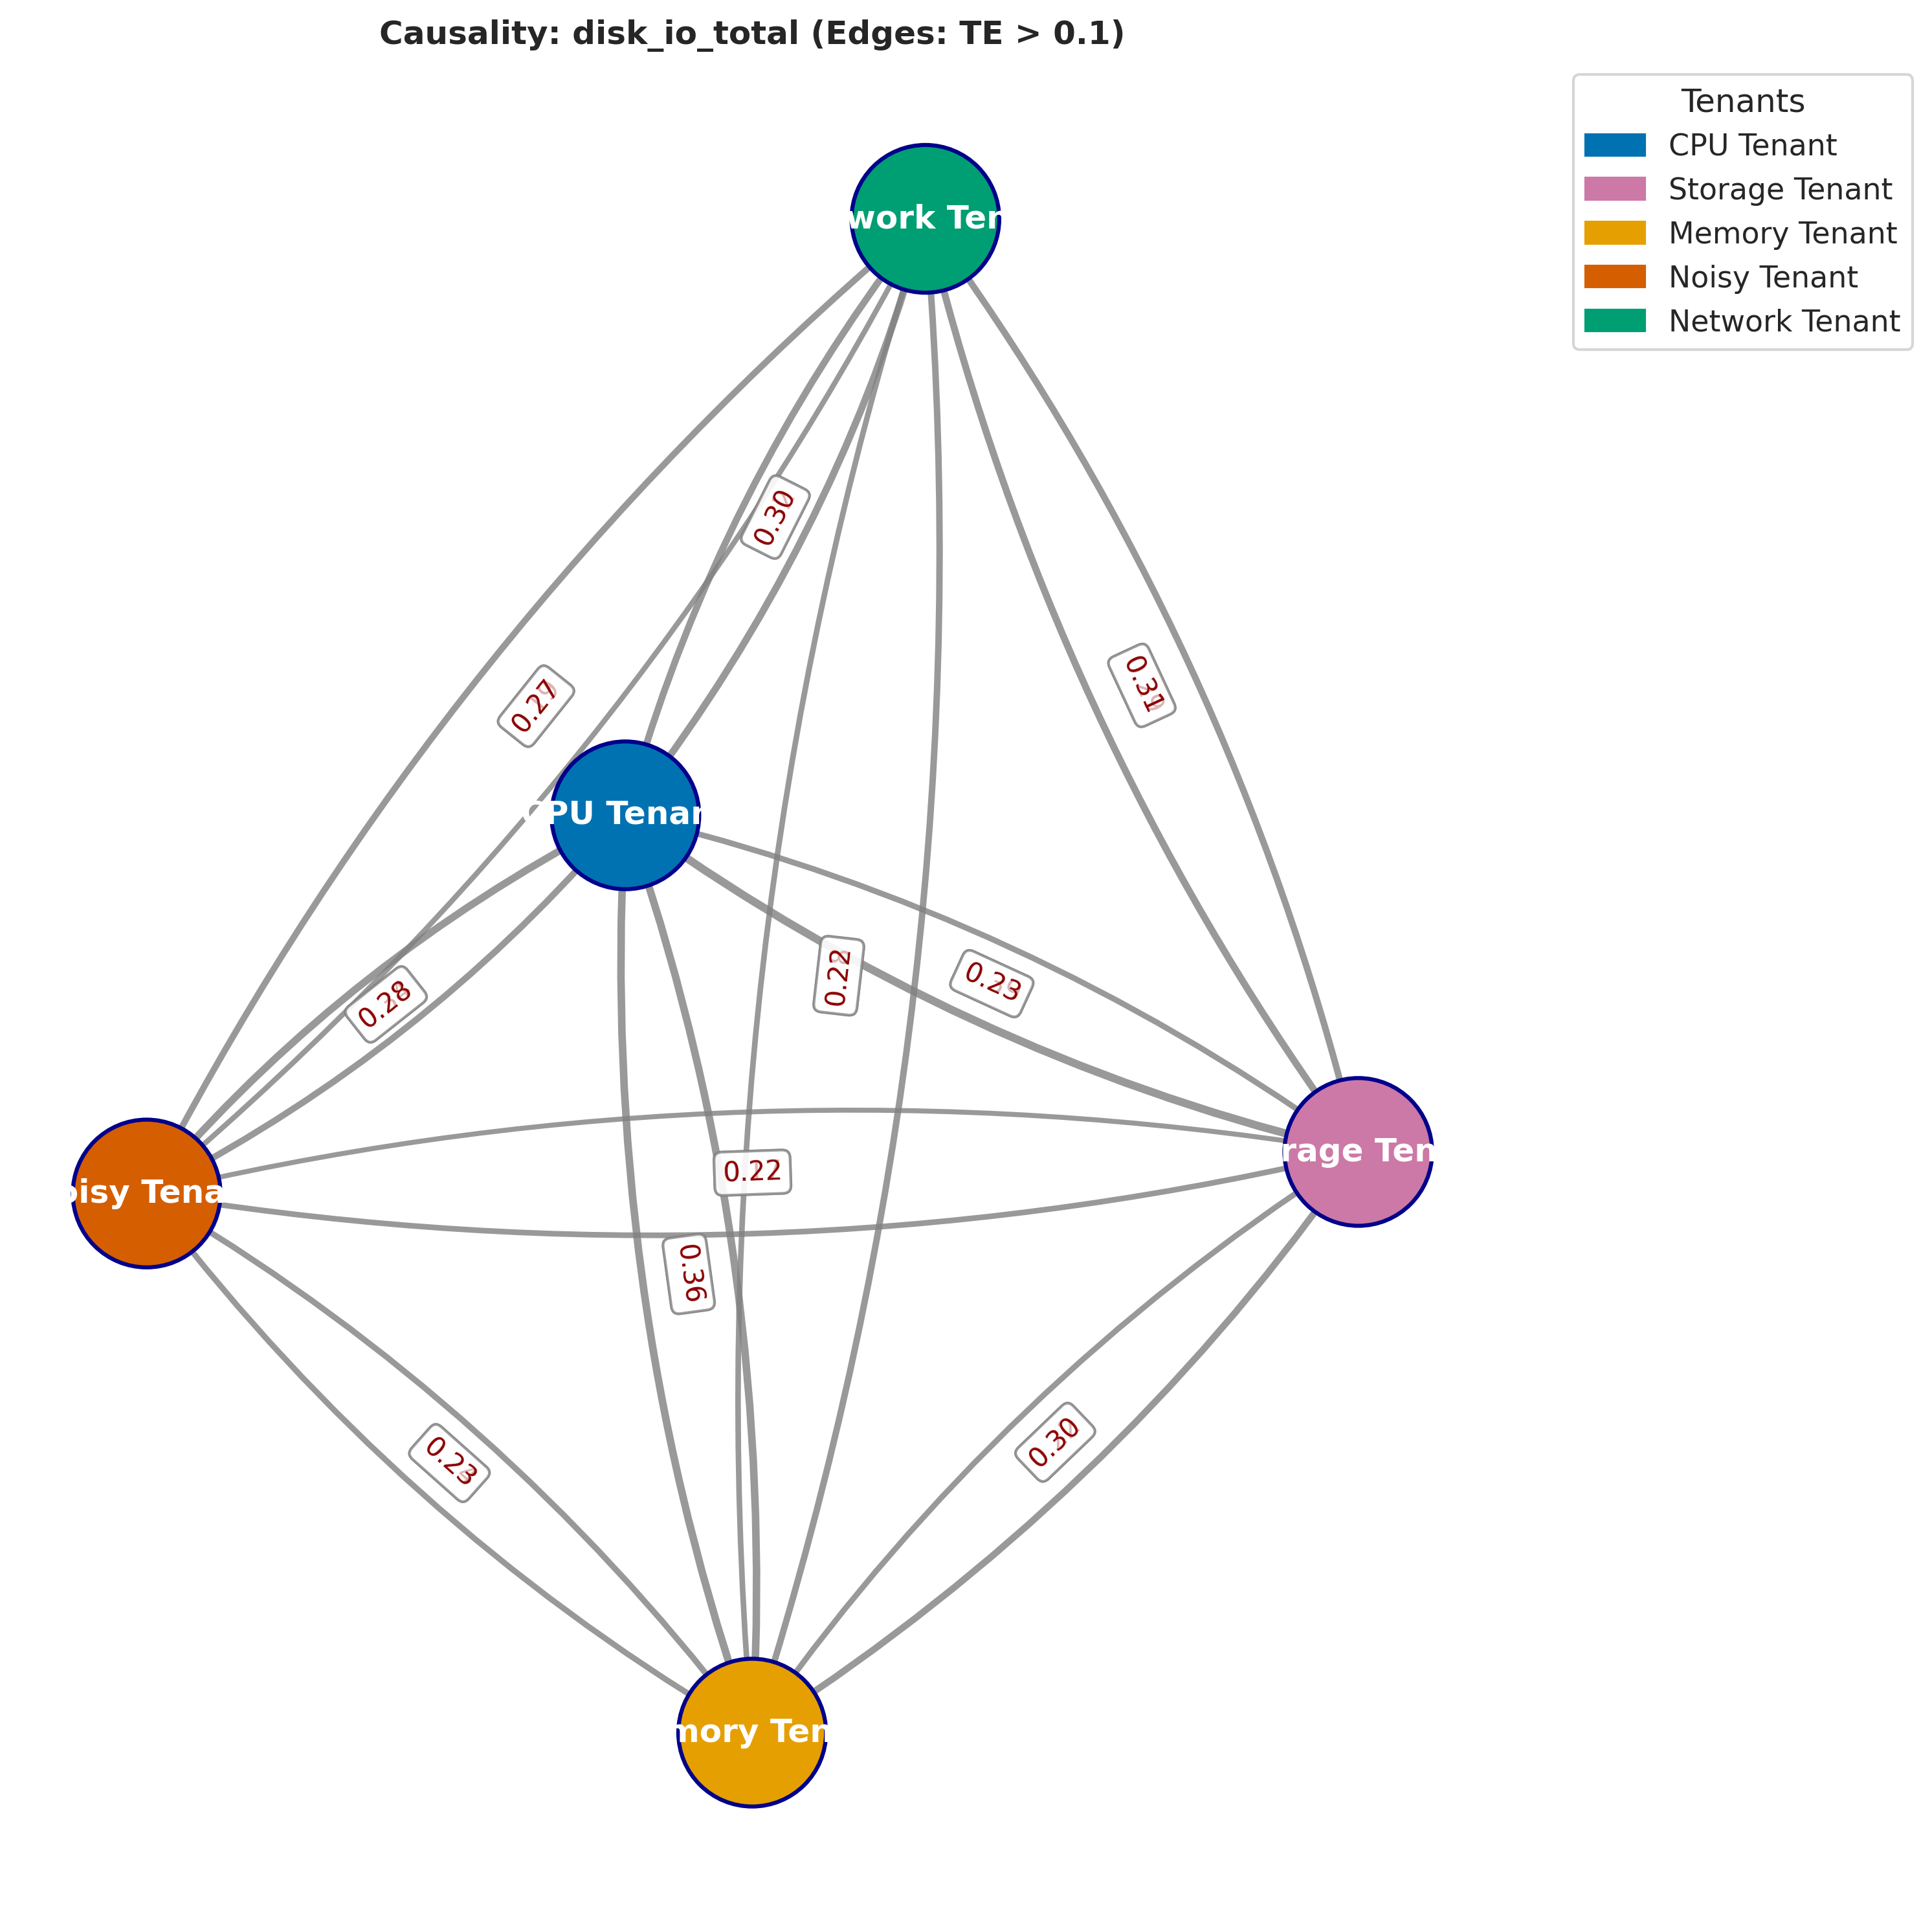 Causality: disk_io_total (Edges: TE > 0.1)
Tenants
CPU Tenant
Storage Tenant
Memory Tenant
Noisy Tenant
Network Tenant
work Ten
0.30
0.27
0.31
CPU Tenan
0.22
0.23
0.28
rage Ten
0.22
oisy Tena
0.36
0.23
0.30
mory Ten